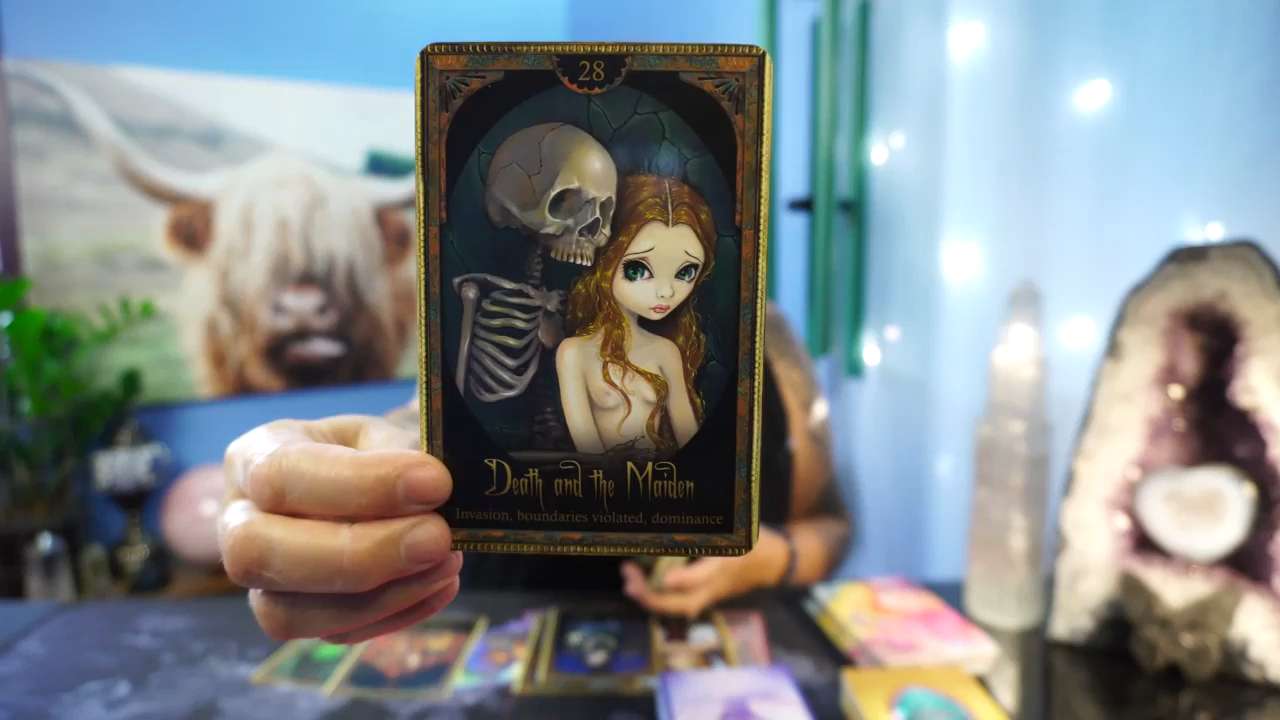 28
Death and the Maiden
Invasion, boundaries violated, dominance